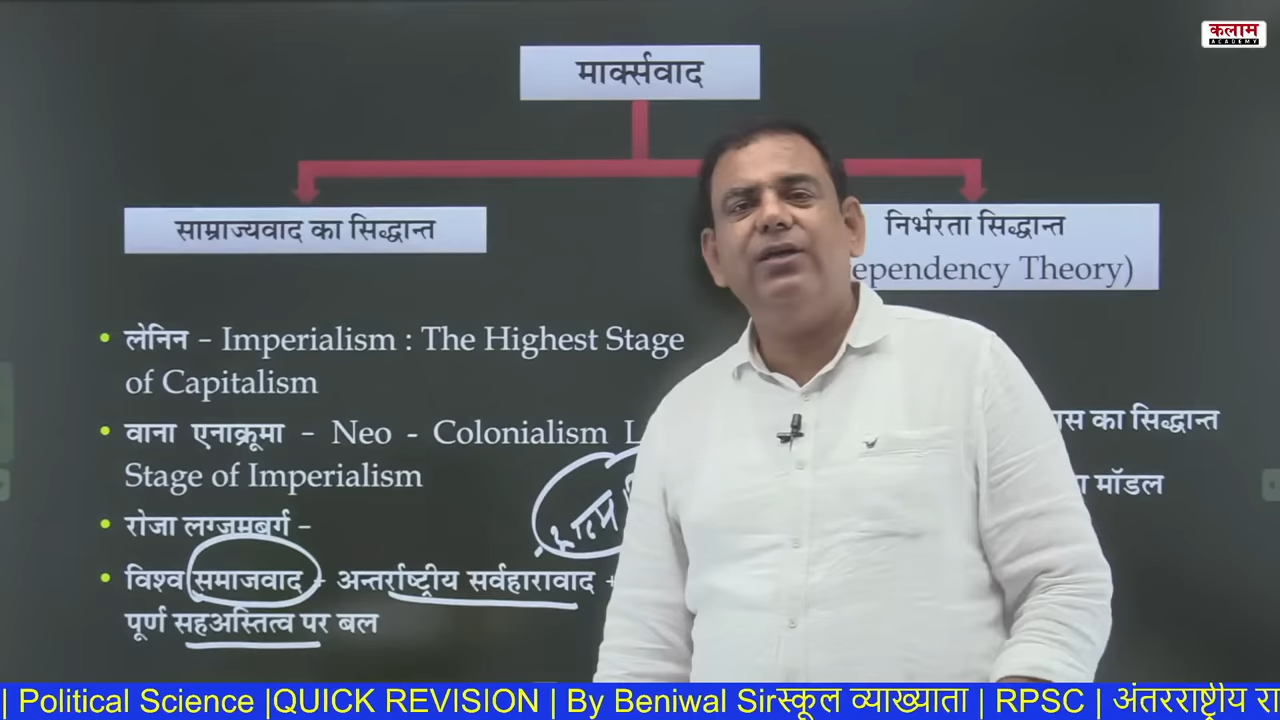 कलाम
ACADEMY
मार्क्सवाद
साम्राज्यवाद का सिद्धान्त
निर्भरता सिद्धान्त
ependency Theory)
• लेनिन – Imperialism : The Highest Stage
of Capitalism
• वाना एनाक्रूमा – Neo - Colonialism L
Stage of Imperialism
• रोजा लग्जमबर्ग –
• विश्व समाजवाद + अन्तर्राष्ट्रीय सर्वहारावाद +
पूर्ण सहअस्तित्व पर बल
का सिद्धान्त
मॉडल
| Political Science |QUICK REVISION | By Beniwal Sirस्कूल व्याख्याता | RPSC | अंतरराष्ट्रीय रा